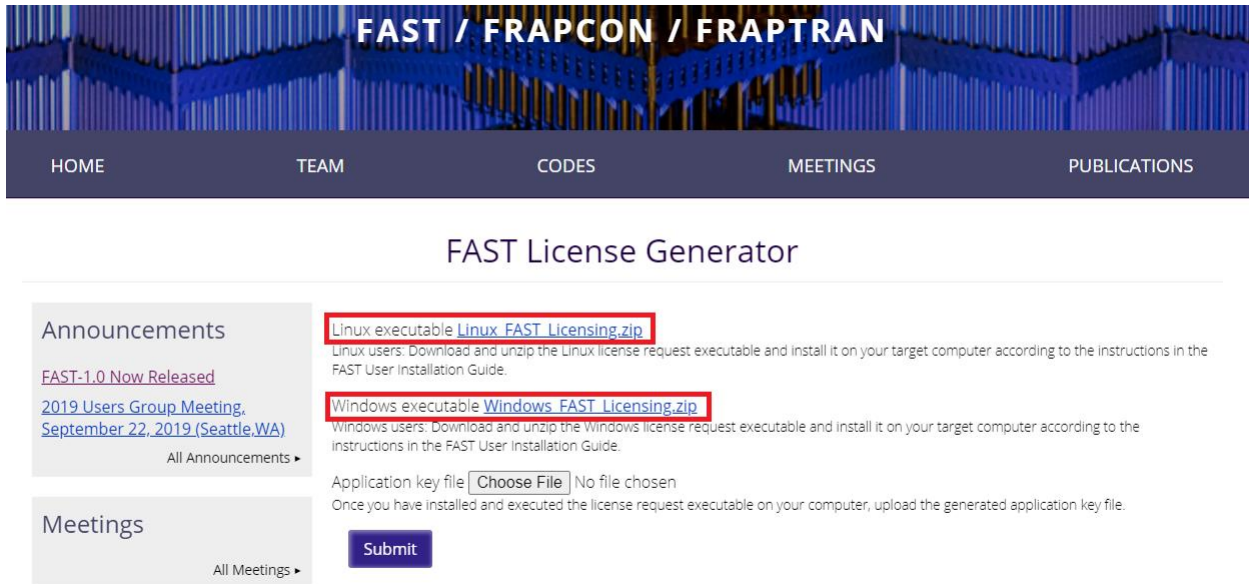 FAST / FRAPCON / FRAPTRAN
HOME TEAM CODES MEETINGS PUBLICATIONS
FAST License Generator
Announcements
FAST-1.0 Now Released
2019 Users Group Meeting,
September 22, 2019 (Seattle,WA)
All Announcements ▸
Meetings
All Meetings ▸
Linux executable Linux_FAST_Licensing.zip
Linux users: Download and unzip the Linux license request executable and install it on your target computer according to the instructions in the
FAST User Installation Guide.
Windows executable Windows_FAST_Licensing.zip
Windows users: Download and unzip the Windows license request executable and install it on your target computer according to the
instructions in the FAST User Installation Guide.
Application key file Choose File No file chosen
Once you have installed and executed the license request executable on your computer, upload the generated application key file.
Submit